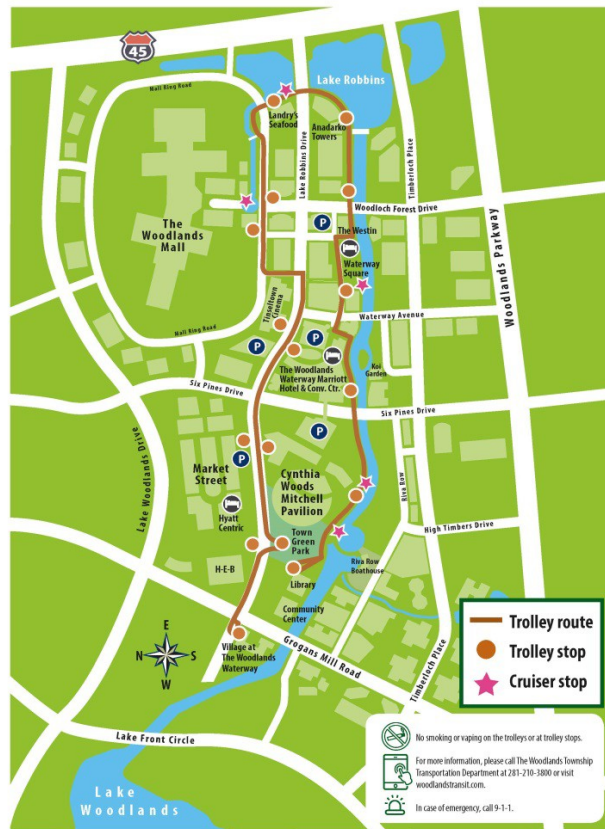 45
Lake Robbins
Mall Ring Road
Landry's
Seafood
Anadarko
Towers
Lake Robbins Drive
Timberloch Place
Woodlands Parkway
Woodloch Forest Drive
The
Woodlands
Mall
P
The Westin
Waterway
Square
Tinseltown
Cinema
Waterway Avenue
Mall Ring Road
P
P
The Woodlands
Waterway Marriott
Hotel & Conv. Ctr.
Koi
Garden
Six Pines Drive
Six Pines Drive
Lake Woodlands Drive
P
P
Market
Street
Cynthia
Woods
Mitchell
Pavilion
Riva Row
Hyatt
Centric
High Timbers Drive
Town
Green
Park
H-E-B
Library
Riva Row
Boathouse
Community
Center
Village at
The Woodlands
Waterway
Grogans Mill Road
Timberloch Place
E
N
S
W
Lake Front Circle
Lake
Woodlands
Trolley route
Trolley stop
Cruiser stop
No smoking or vaping on the trolleys or at trolley stops.
For more information, please call The Woodlands Township
Transportation Department at 281-210-3800 or visit
woodlandstransit.com.
In case of emergency, call 9-1-1.